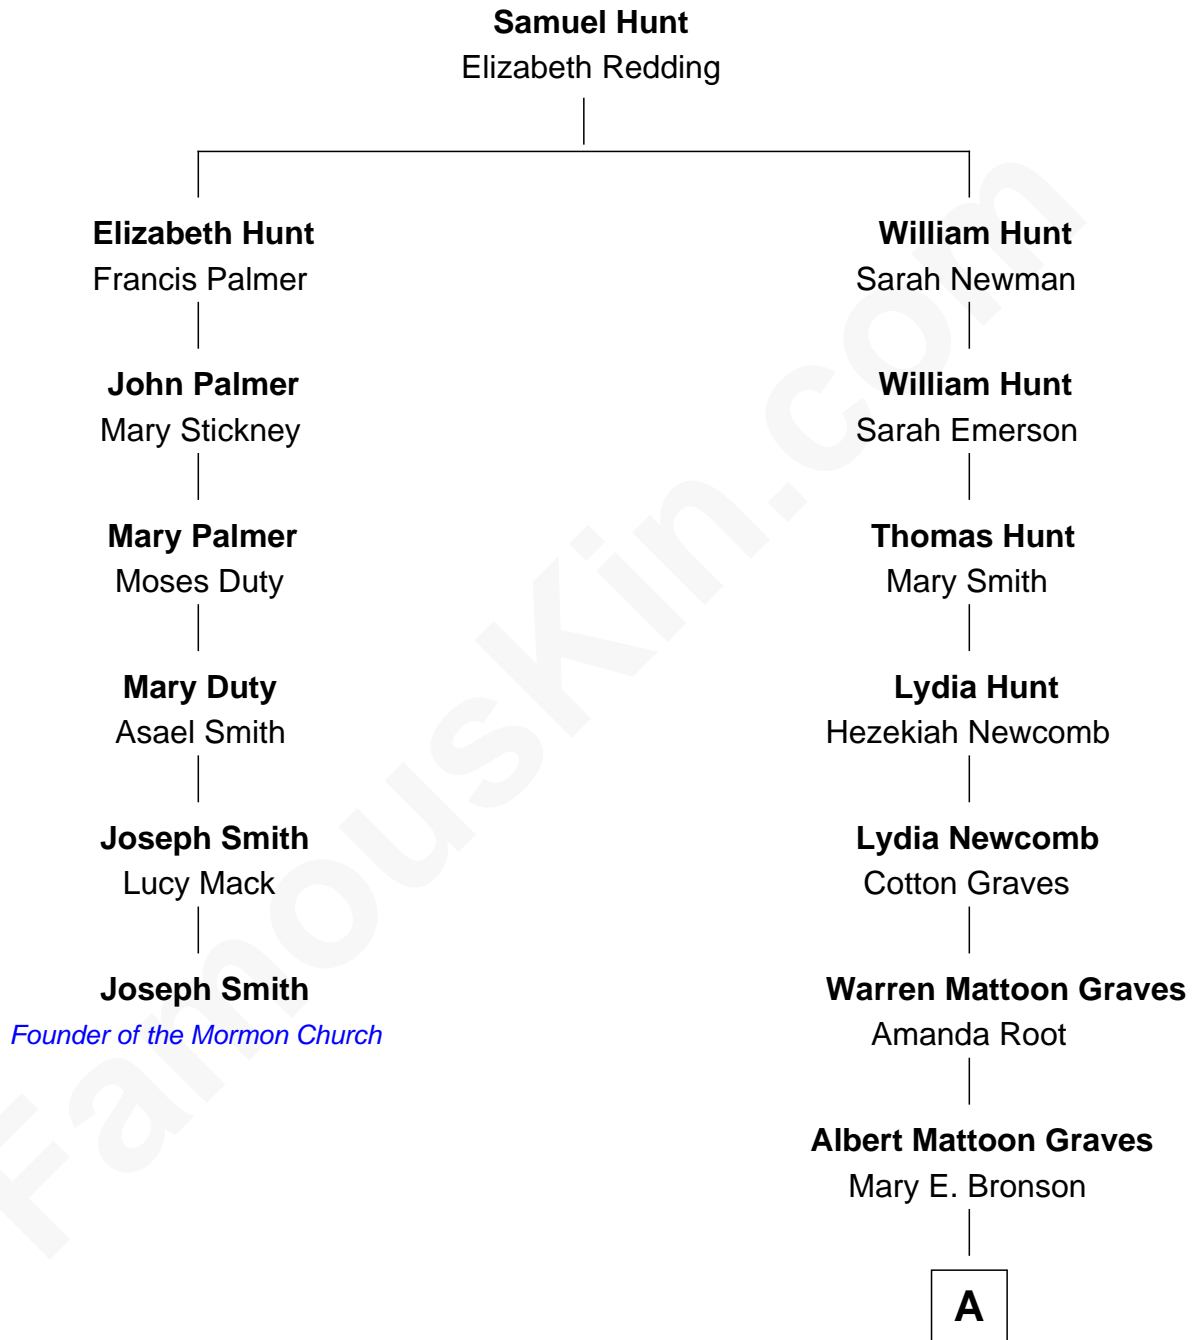 Samuel Hunt
Elizabeth Redding
Elizabeth Hunt
Francis Palmer
William Hunt
Sarah Newman
John Palmer
Mary Stickney
William Hunt
Sarah Emerson
Mary Palmer
Moses Duty
Thomas Hunt
Mary Smith
Mary Duty
Asael Smith
Lydia Hunt
Hezekiah Newcomb
Joseph Smith
Lucy Mack
Lydia Newcomb
Cotton Graves
Joseph Smith
Founder of the Mormon Church
Warren Mattoon Graves
Amanda Root
Albert Mattoon Graves
Mary E. Bronson
A
FamousKin.com